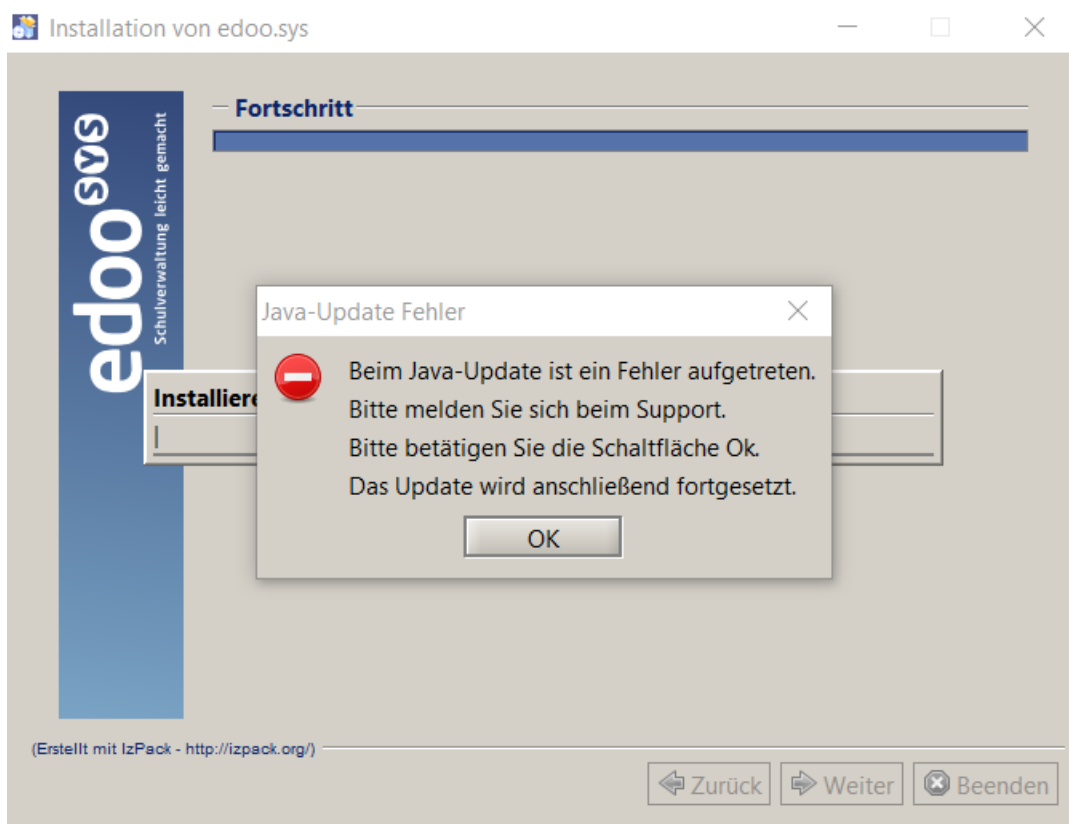 Installation von edoo.sys
Fortschritt
edoo sys
Schulverwaltung leicht gemacht
Installiere
Java-Update Fehler
Beim Java-Update ist ein Fehler aufgetreten.
Bitte melden Sie sich beim Support.
Bitte betätigen Sie die Schaltfläche Ok.
Das Update wird anschließend fortgesetzt.
OK
(Erstellt mit IzPack - http://izpack.org/)
Zurück Weiter Beenden